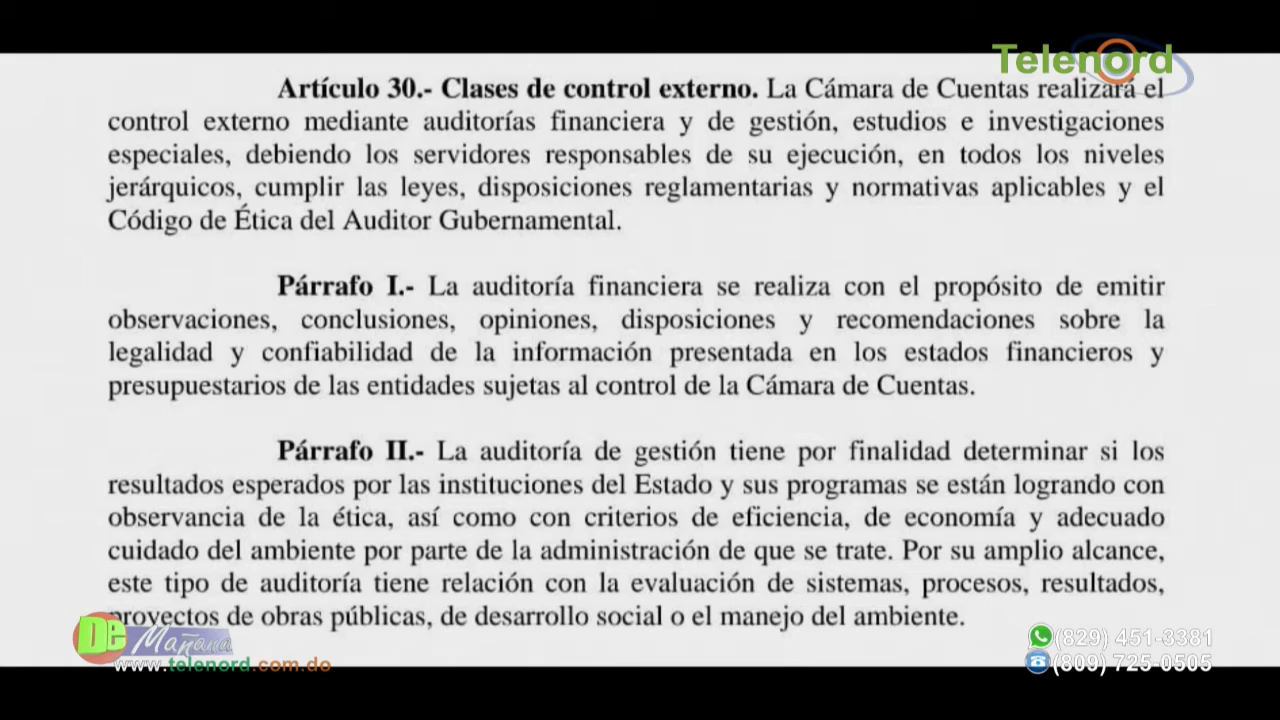 Telenord
Artículo 30.- Clases de control externo. La Cámara de Cuentas realizará el
control externo mediante auditorías financiera y de gestión, estudios e investigaciones
especiales, debiendo los servidores responsables de su ejecución, en todos los niveles
jerárquicos, cumplir las leyes, disposiciones reglamentarias y normativas aplicables y el
Código de Ética del Auditor Gubernamental.
Párrafo I.- La auditoría financiera se realiza con el propósito de emitir
observaciones, conclusiones, opiniones, disposiciones y recomendaciones sobre la
legalidad y confiabilidad de la información presentada en los estados financieros y
presupuestarios de las entidades sujetas al control de la Cámara de Cuentas.
Párrafo II.- La auditoría de gestión tiene por finalidad determinar si los
resultados esperados por las instituciones del Estado y sus programas se están logrando con
observancia de la ética, así como con criterios de eficiencia, de economía y adecuado
cuidado del ambiente por parte de la administración de que se trate. Por su amplio alcance,
este tipo de auditoría tiene relación con la evaluación de sistemas, procesos, resultados,
proyectos de obras públicas, de desarrollo social o el manejo del ambiente.
De Mañana
www.telenord.com.do
(829) 451-3381
(809) 725-0505